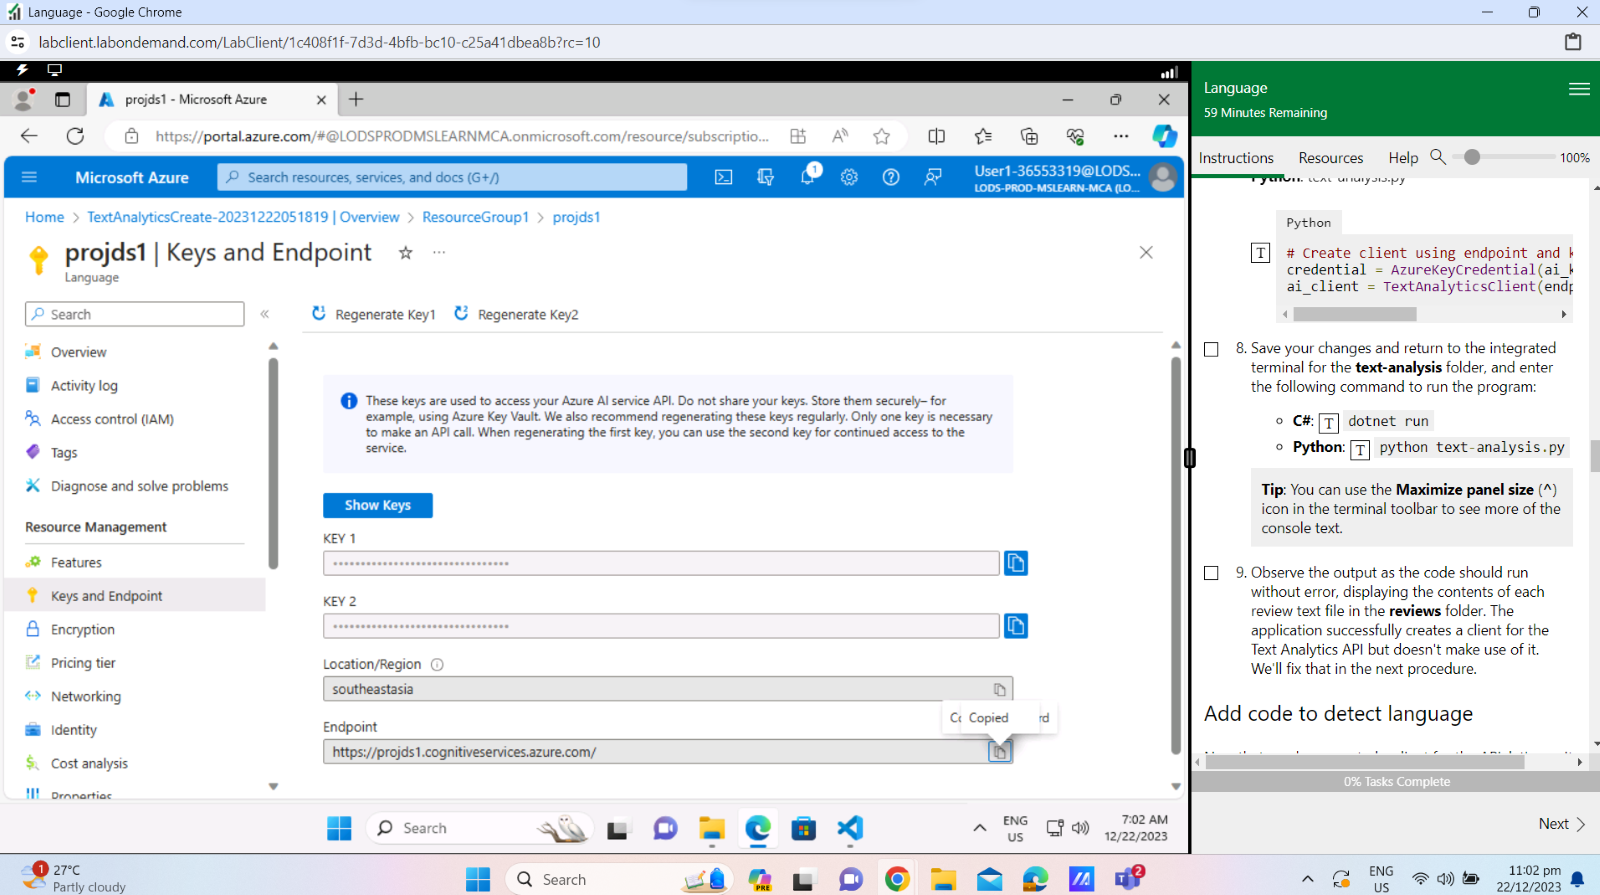 Language - Google Chrome
labclient.labondemand.com/LabClient/1c408f1f-7d3d-4bfb-bc10-c25a41dbea8b?rc=10
projds1 - Microsoft Azure
https://portal.azure.com/#@LODSPRODMSLEARNMCA.onmicrosoft.com/resource/subscriptio...
Microsoft Azure
Search resources, services, and docs (G+/)
1
User1-36553319@LODS...
LODS-PROD-MSLEARN-MCA (LO...
Home > TextAnalyticsCreate-20231222051819 | Overview > ResourceGroup1 > projds1
projds1 | Keys and Endpoint
Language
Search
Overview
Activity log
Access control (IAM)
Tags
Diagnose and solve problems
Resource Management
Features
Keys and Endpoint
Encryption
Pricing tier
Networking
Identity
Cost analysis
Properties
Regenerate Key1
Regenerate Key2
These keys are used to access your Azure AI service API. Do not share your keys. Store them securely– for
example, using Azure Key Vault. We also recommend regenerating these keys regularly. Only one key is necessary
to make an API call. When regenerating the first key, you can use the second key for continued access to the
service.
Show Keys
KEY 1
KEY 2
Location/Region
southeastasia
Copied
rd
Endpoint
https://projds1.cognitiveservices.azure.com/
Search
ENG
US
7:02 AM
12/22/2023
Language
59 Minutes Remaining
Instructions
Resources
Help
100%
Python: text-analysis.py
Python
T
# Create client using endpoint and k
credential = AzureKeyCredential(ai_k
ai_client = TextAnalyticsClient(endp
8. Save your changes and return to the integrated
terminal for the text-analysis folder, and enter
the following command to run the program:
C#: T dotnet run
Python: T python text-analysis.py
Tip: You can use the Maximize panel size (^)
icon in the terminal toolbar to see more of the
console text.
9. Observe the output as the code should run
without error, displaying the contents of each
review text file in the reviews folder. The
application successfully creates a client for the
Text Analytics API but doesn't make use of it.
We'll fix that in the next procedure.
Add code to detect language
0% Tasks Complete
Next
1
27°C
Partly cloudy
Search
PRE
2
ENG
US
11:02 pm
22/12/2023